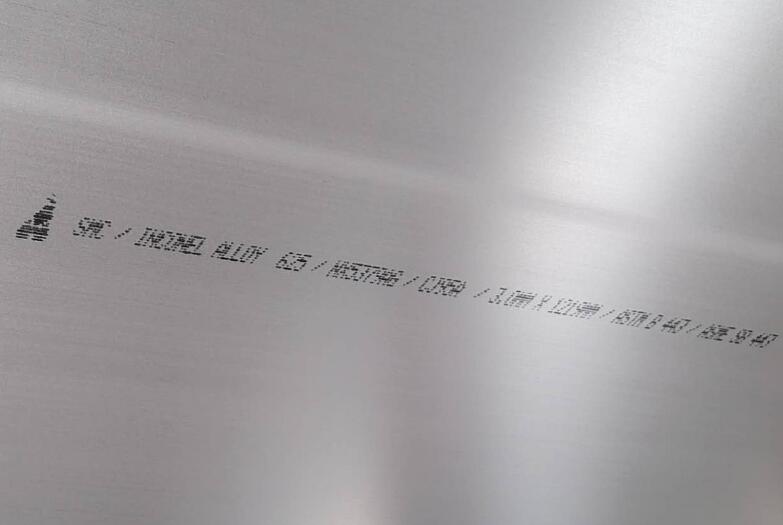 SMC / INCONEL ALLOY 625 / / / 3.0MM X 1219MM / ASTM B 443 / ASME SB 443